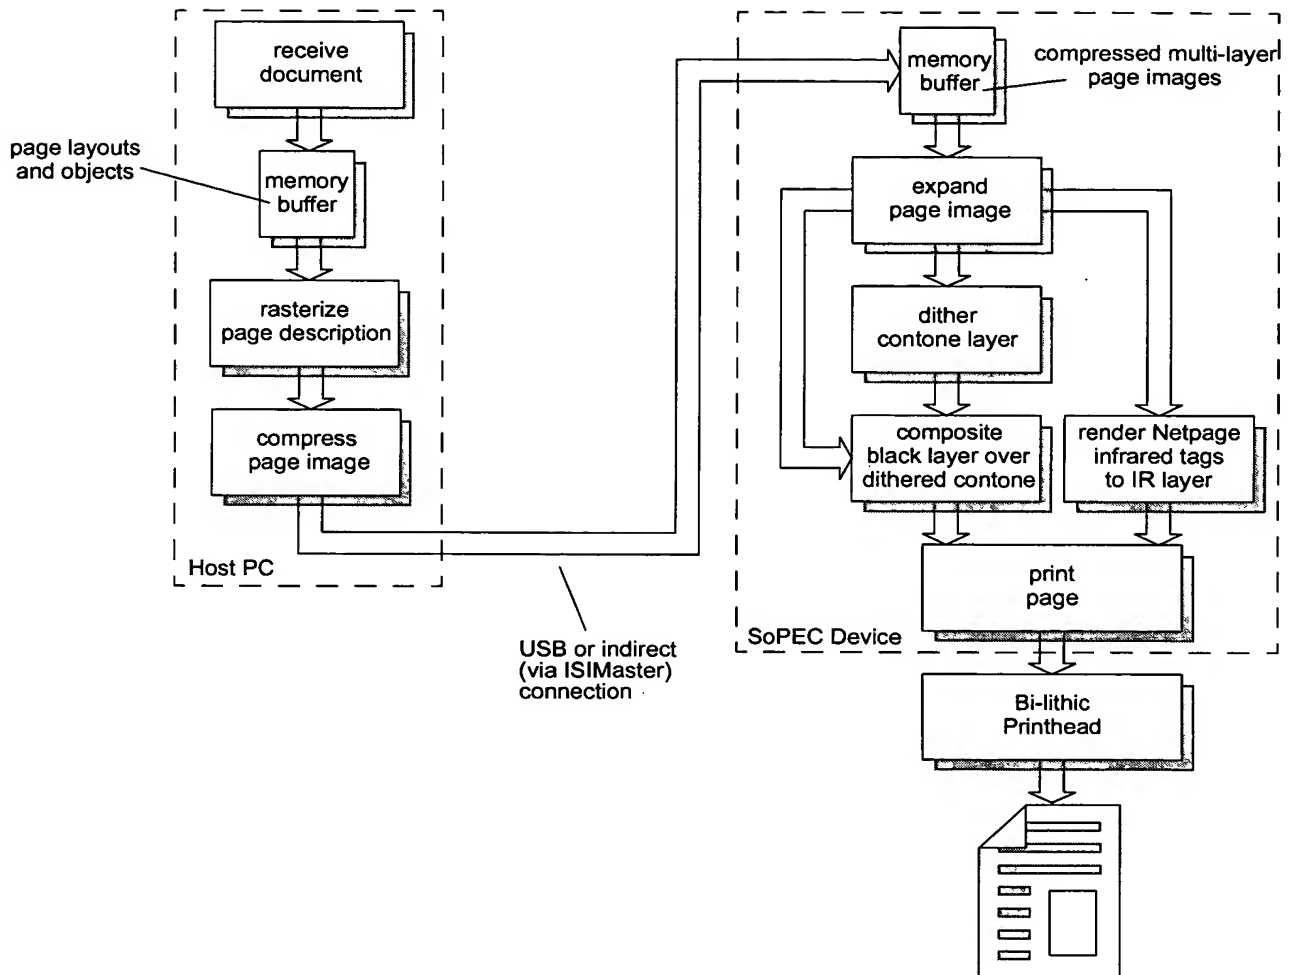 receive
document
page layouts
and objects
memory
buffer
rasterize
page description
compress
page image
Host PC
USB or indirect
(via ISIMaster)
connection
memory
buffer
compressed multi-layer
page images
expand
page image
dither
contone layer
composite
black layer over
dithered contone
render Netpage
infrared tags
to IR layer
print
page
SoPEC Device
Bi-lithic
Printhead